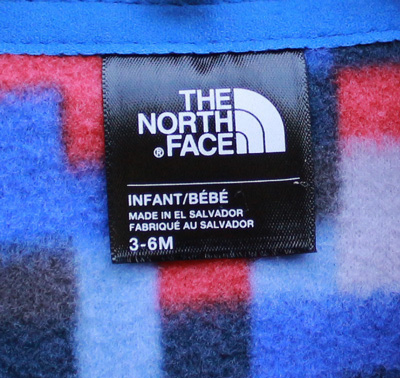 THE
NORTH
® FACE
INFANT/BÉBÉ
MADE IN EL SALVADOR
FABRIQUÉ AU SALVADOR
3-6M